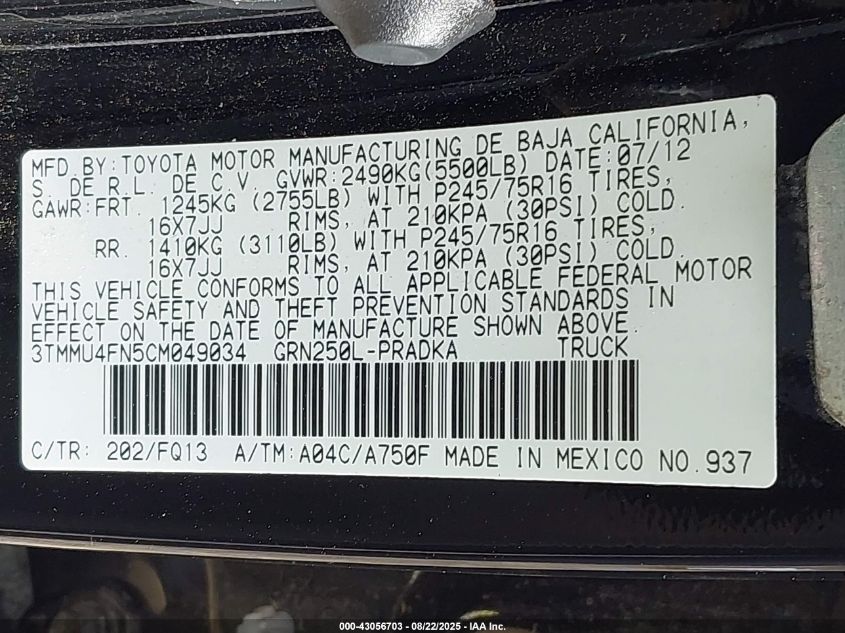 MFD.BY:TOYOTA MOTOR MANUFACTURING DE BAJA CALIFORNIA,
S. DE R.L. DE C.V. GVWR:2490KG(5500LB) DATE:07/12
GAWR:FRT. 1245KG (2755LB) WITH P245/75R16 TIRES,
16X7JJ RIMS, AT 210KPA (30PSI) COLD.
RR. 1410KG (3110LB) WITH P245/75R16 TIRES,
16X7JJ RIMS, AT 210KPA (30PSI) COLD.
THIS VEHICLE CONFORMS TO ALL APPLICABLE FEDERAL MOTOR
VEHICLE SAFETY AND THEFT PREVENTION STANDARDS IN
EFFECT ON THE DATE OF MANUFACTURE SHOWN ABOVE.
3TMMU4FN5CM049034 GRN250L-PRADKA TRUCK
C/TR: 202/FQ13 A/TM:A04C/A750F MADE IN MEXICO NO.937
000-43056703 - 08/22/2025 - IAA Inc.